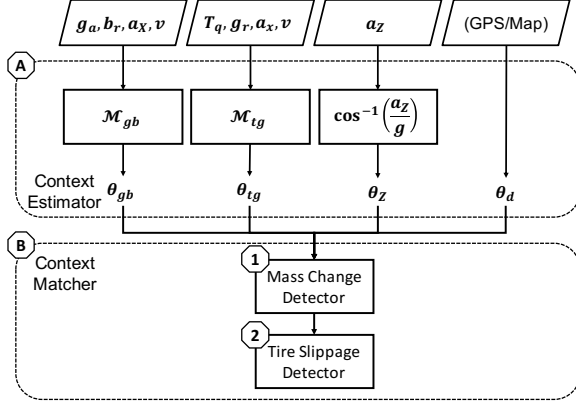 g_a, b_r, a_X, v
T_q, g_r, a_x, v
a_Z
(GPS/Map)
A
ℳ_gb
ℳ_tg
cos⁻¹(a_Z/g)
Context
Estimator
θ_gb
θ_tg
θ_Z
θ_d
B
Context
Matcher
1
Mass Change
Detector
2
Tire Slippage
Detector